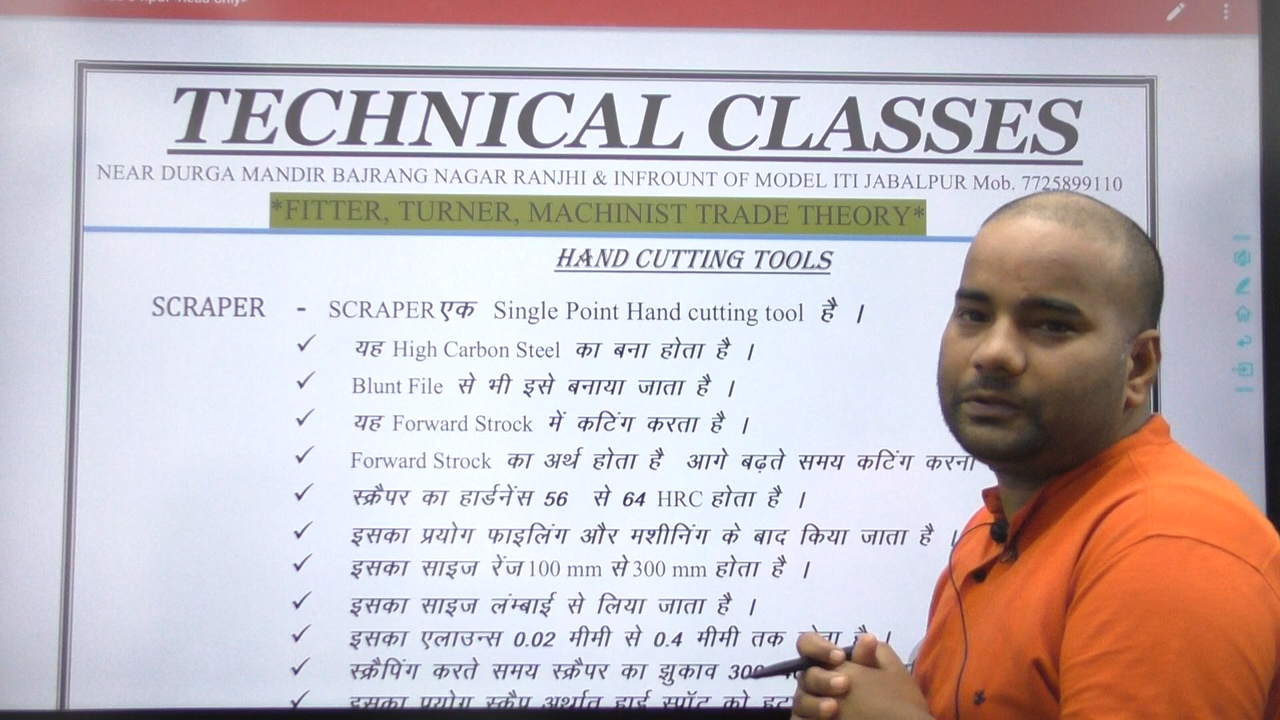 TECHNICAL CLASSES
NEAR DURGA MANDIR BAJRANG NAGAR RANJHI & INFROUNT OF MODEL ITI JABALPUR Mob. 7725899110
*FITTER, TURNER, MACHINIST TRADE THEORY*
HAND CUTTING TOOLS
SCRAPER - SCRAPER एक Single Point Hand cutting tool है ।
✓ यह High Carbon Steel का बना होता है ।
✓ Blunt File से भी इसे बनाया जाता है ।
✓ यह Forward Strock में कटिंग करता है ।
✓ Forward Strock का अर्थ होता है आगे बढ़ते समय कटिंग करना
✓ स्क्रैपर का हार्डनेंस 56 से 64 HRC होता है ।
✓ इसका प्रयोग फाइलिंग और मशीनिंग के बाद किया जाता है ।
✓ इसका साइज रेंज 100 mm से 300 mm होता है ।
✓ इसका साइज लंम्बाई से लिया जाता है ।
✓ इसका एलाउन्स 0.02 मीमी से 0.4 मीमी तक होता है ।
✓ स्क्रैपिंग करते समय स्क्रैपर का झुकाव
✓ इसका प्रयोग स्क्रैप अर्थात हार्ड स्पॉट को